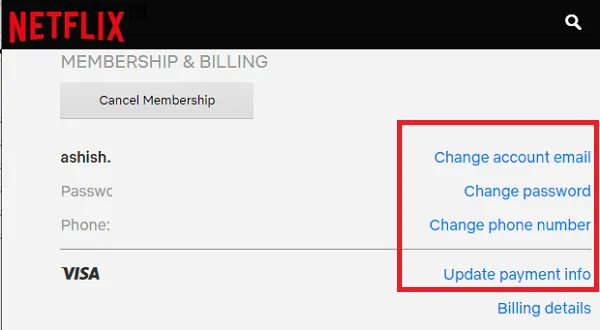 NETFLIX
MEMBERSHIP & BILLING
Cancel Membership
ashish. Change account email
Passwc Change password
Phone: Change phone number
VISA Update payment info
Billing details